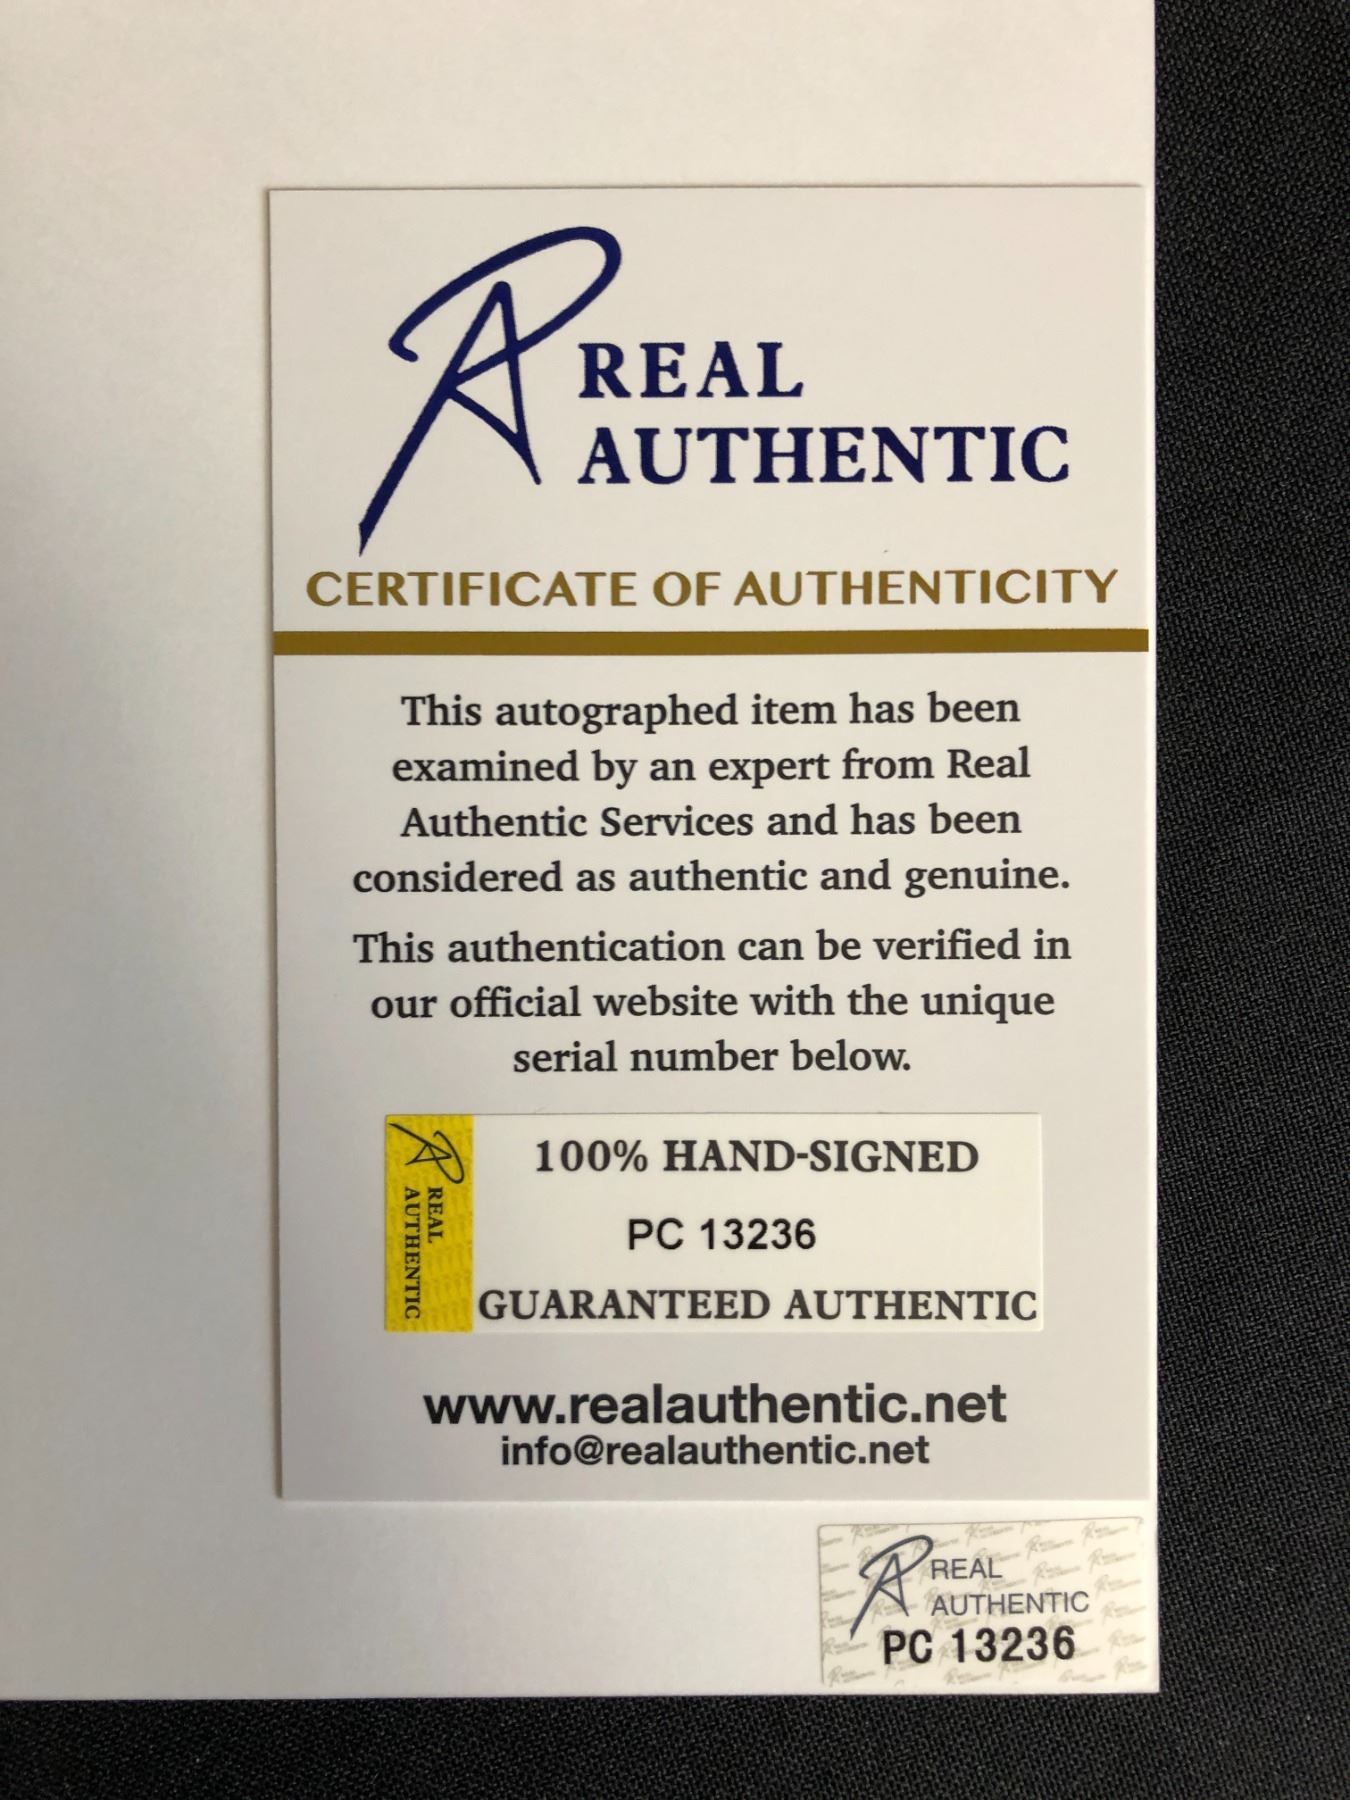 REAL
AUTHENTIC
CERTIFICATE OF AUTHENTICITY
This autographed item has been
examined by an expert from Real
Authentic Services and has been
considered as authentic and genuine.
This authentication can be verified in
our official website with the unique
serial number below.
REAL
AUTHENTIC
100% HAND-SIGNED
PC 13236
GUARANTEED AUTHENTIC
www.realauthentic.net
info@realauthentic.net
REAL
AUTHENTIC
PC 13236